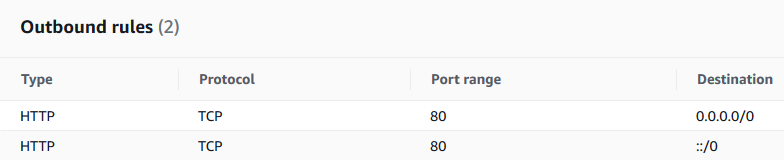 Outbound rules (2)
Type Protocol Port range Destination
HTTP TCP 80 0.0.0.0/0
HTTP TCP 80 ::/0